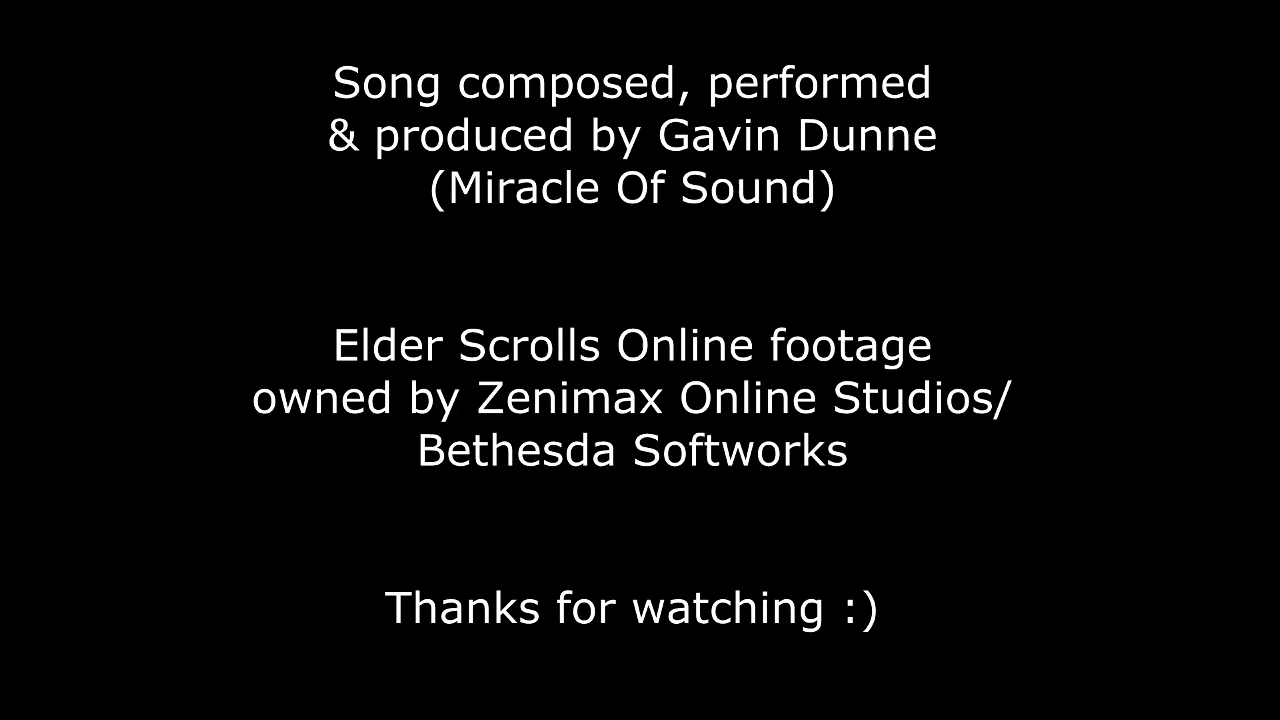 Song composed, performed
& produced by Gavin Dunne
(Miracle Of Sound)
Elder Scrolls Online footage
owned by Zenimax Online Studios/
Bethesda Softworks
Thanks for watching :)